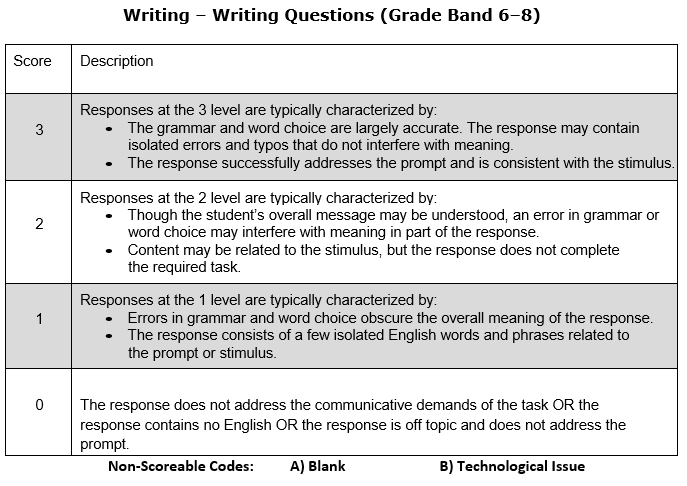 Writing – Writing Questions (Grade Band 6–8)
Score
Description
3
Responses at the 3 level are typically characterized by:
• The grammar and word choice are largely accurate. The response may contain
isolated errors and typos that do not interfere with meaning.
• The response successfully addresses the prompt and is consistent with the stimulus.
2
Responses at the 2 level are typically characterized by:
• Though the student’s overall message may be understood, an error in grammar or
word choice may interfere with meaning in part of the response.
• Content may be related to the stimulus, but the response does not complete
the required task.
1
Responses at the 1 level are typically characterized by:
• Errors in grammar and word choice obscure the overall meaning of the response.
• The response consists of a few isolated English words and phrases related to
the prompt or stimulus.
0
The response does not address the communicative demands of the task OR the
response contains no English OR the response is off topic and does not address the
prompt.
Non-Scoreable Codes: A) Blank B) Technological Issue